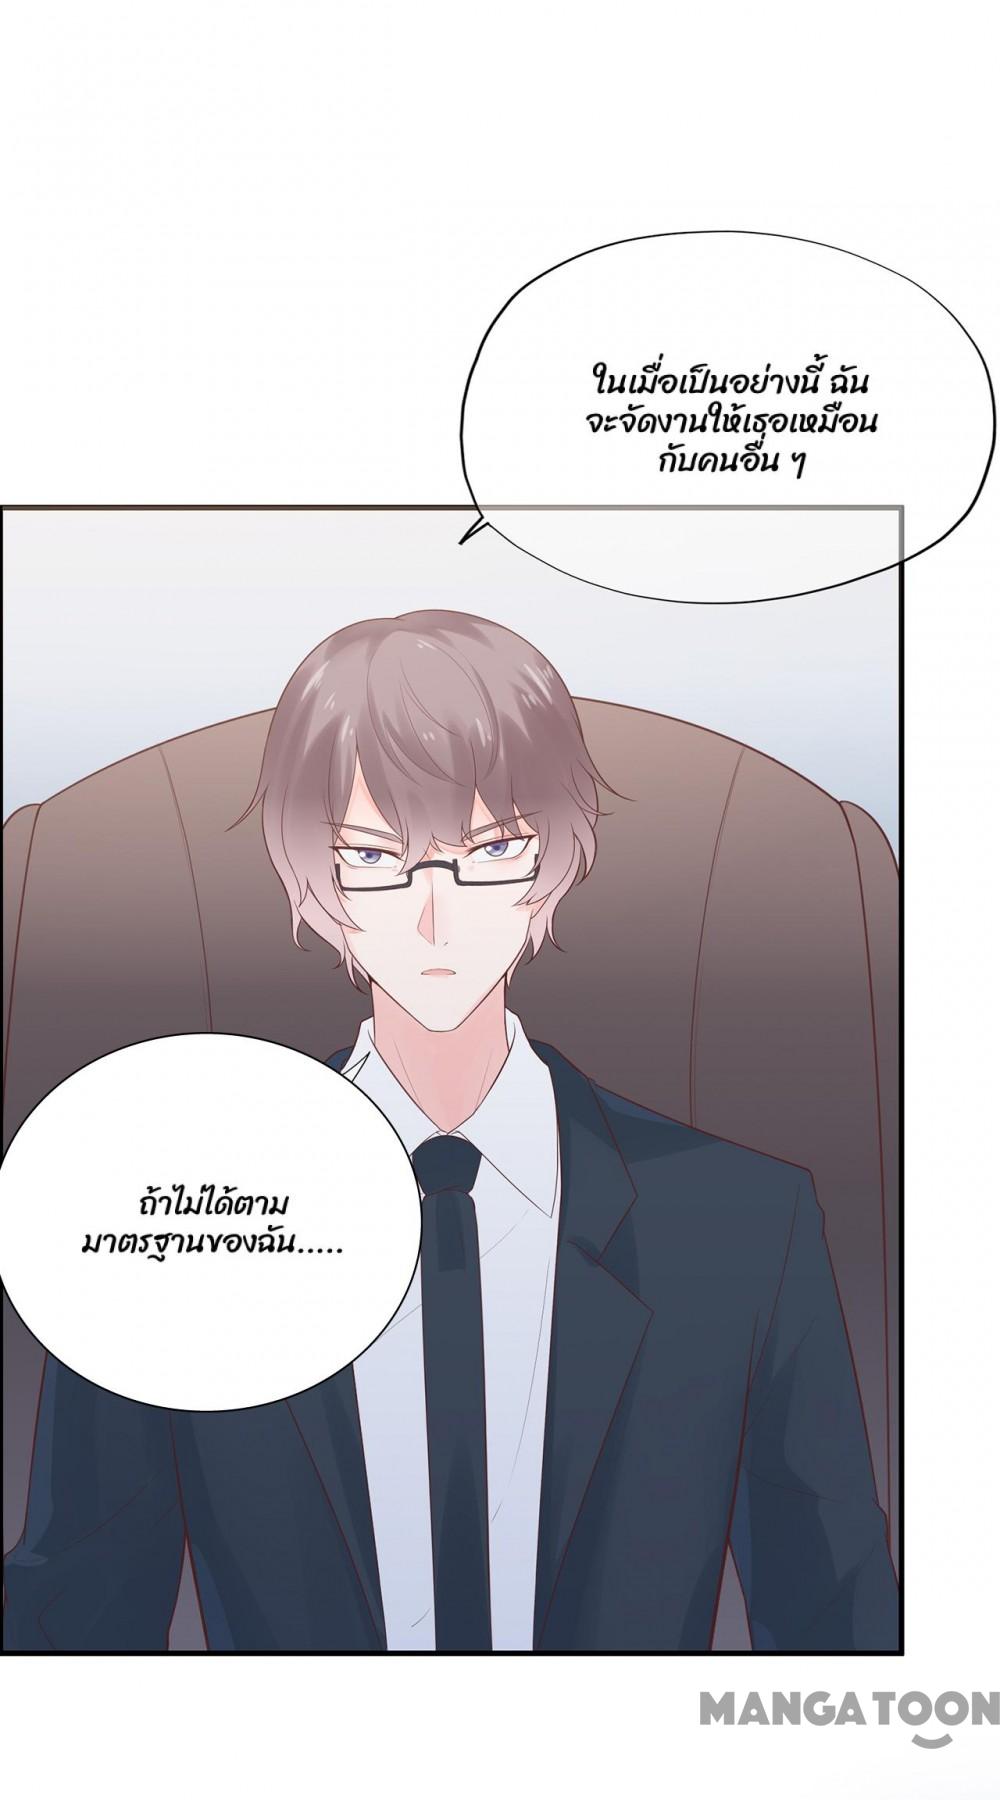 ในเมื่อเป็นอย่างนี้ ฉัน
จะจัดงานให้เธอเหมือน
กับคนอื่น ๆ
ถ้าไม่ได้ตาม
มาตรฐานของฉัน.....
MANGATOON